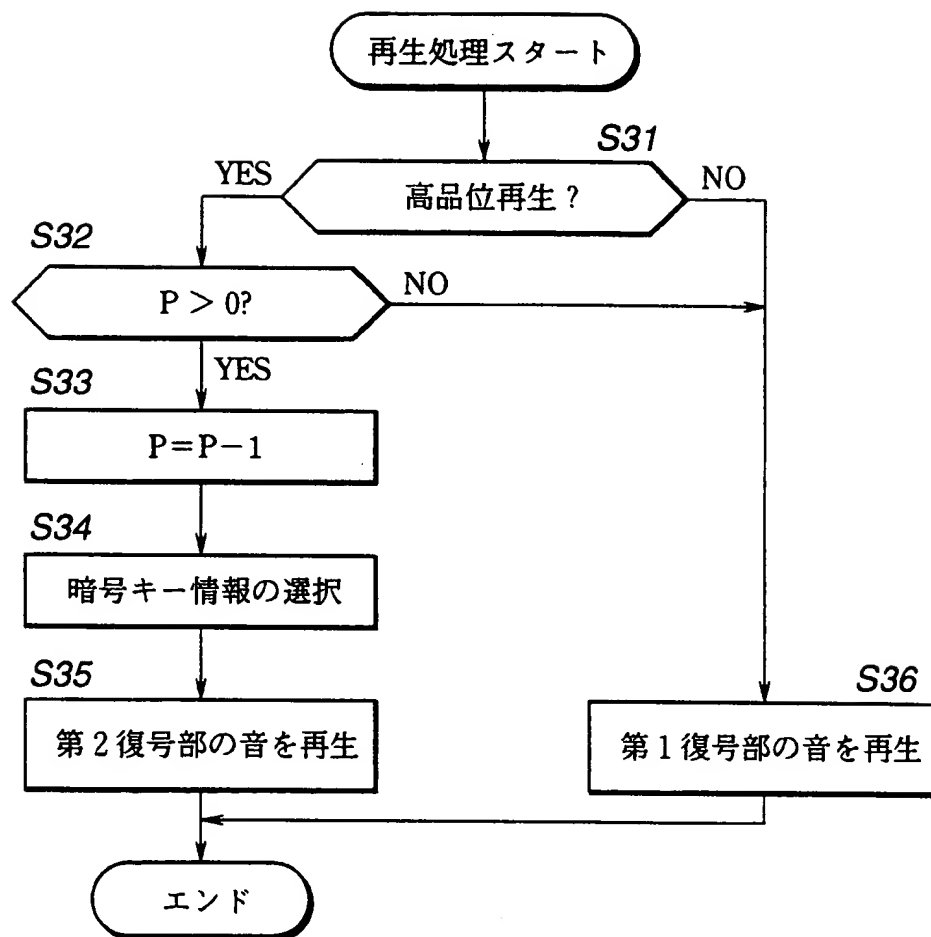 再生処理スタート
S31
YES
高品位再生？
NO
S32
P > 0?
NO
YES
S33
P=P−1
S34
暗号キー情報の選択
S35
第2復号部の音を再生
S36
第1復号部の音を再生
エンド